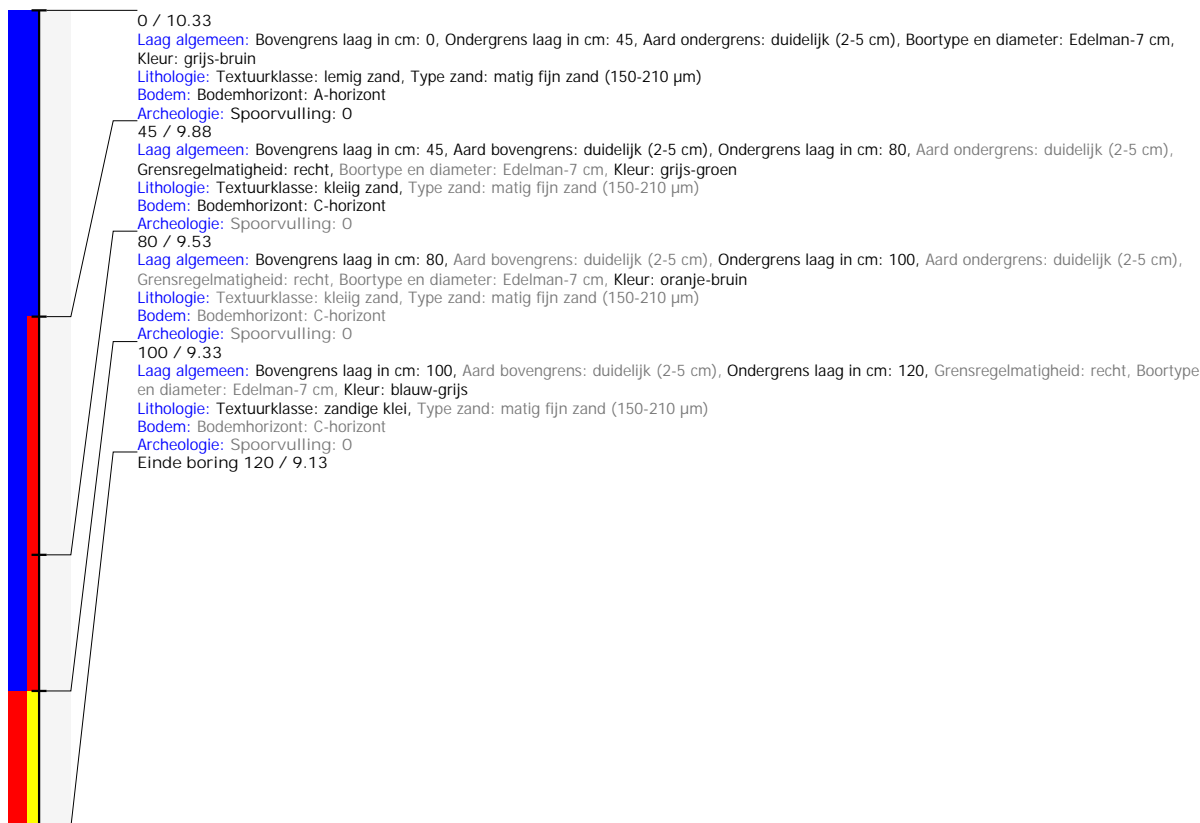 0 / 10.33
Laag algemeen: Bovengrens laag in cm: 0, Ondergrens laag in cm: 45, Aard ondergrens: duidelijk (2-5 cm), Boortype en diameter: Edelman-7 cm,
Kleur: grijs-bruin
Lithologie: Textuurklasse: lemig zand, Type zand: matig fijn zand (150-210 µm)
Bodem: Bodemhorizont: A-horizont
Archeologie: Spoorvulling: 0
45 / 9.88
Laag algemeen: Bovengrens laag in cm: 45, Aard bovengrens: duidelijk (2-5 cm), Ondergrens laag in cm: 80, Aard ondergrens: duidelijk (2-5 cm),
Grensregelmatigheid: recht, Boortype en diameter: Edelman-7 cm, Kleur: grijs-groen
Lithologie: Textuurklasse: kleiig zand, Type zand: matig fijn zand (150-210 µm)
Bodem: Bodemhorizont: C-horizont
Archeologie: Spoorvulling: 0
80 / 9.53
Laag algemeen: Bovengrens laag in cm: 80, Aard bovengrens: duidelijk (2-5 cm), Ondergrens laag in cm: 100, Aard ondergrens: duidelijk (2-5 cm),
Grensregelmatigheid: recht, Boortype en diameter: Edelman-7 cm, Kleur: oranje-bruin
Lithologie: Textuurklasse: kleiig zand, Type zand: matig fijn zand (150-210 µm)
Bodem: Bodemhorizont: C-horizont
Archeologie: Spoorvulling: 0
100 / 9.33
Laag algemeen: Bovengrens laag in cm: 100, Aard bovengrens: duidelijk (2-5 cm), Ondergrens laag in cm: 120, Grensregelmatigheid: recht, Boortype
en diameter: Edelman-7 cm, Kleur: blauw-grijs
Lithologie: Textuurklasse: zandige klei, Type zand: matig fijn zand (150-210 µm)
Bodem: Bodemhorizont: C-horizont
Archeologie: Spoorvulling: 0
Einde boring 120 / 9.13